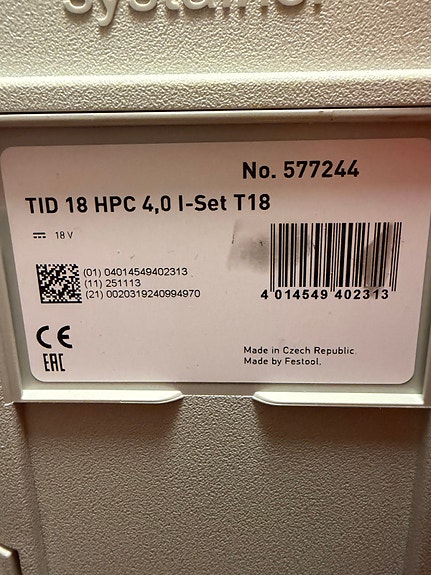 systainer
No. 577244
TID 18 HPC 4,0 I-Set T18
18 V
(01) 04014549402313
(11) 251113
(21) 0020319240994970
4 014549 402313
CE
EAC
Made in Czech Republic.
Made by Festool.